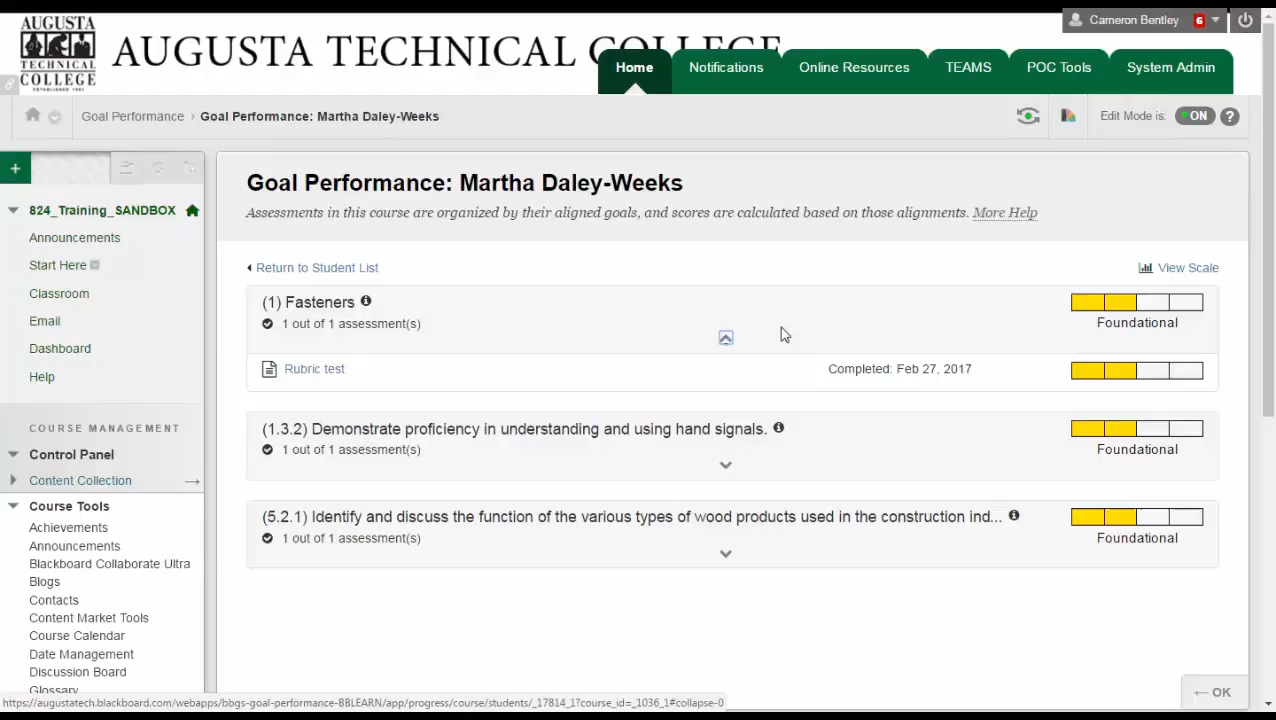 AUGUSTA
TECHNICAL
COLLEGE
ESTABLISHED 1961
AUGUSTA TECHNICAL COLLEGE
Cameron Bentley 6
Home Notifications Online Resources TEAMS POC Tools System Admin
Goal Performance › Goal Performance: Martha Daley-Weeks
Edit Mode is: ON ?
+
824_Training_SANDBOX
Announcements
Start Here
Classroom
Email
Dashboard
Help
COURSE MANAGEMENT
Control Panel
Content Collection →
Course Tools
Achievements
Announcements
Blackboard Collaborate Ultra
Blogs
Contacts
Content Market Tools
Course Calendar
Date Management
Discussion Board
Glossary
Goal Performance: Martha Daley-Weeks
Assessments in this course are organized by their aligned goals, and scores are calculated based on those alignments. More Help
Return to Student List View Scale
(1) Fasteners
1 out of 1 assessment(s)
Foundational
Rubric test Completed: Feb 27, 2017
(1.3.2) Demonstrate proficiency in understanding and using hand signals.
1 out of 1 assessment(s)
Foundational
(5.2.1) Identify and discuss the function of the various types of wood products used in the construction ind...
1 out of 1 assessment(s)
Foundational
← OK
https://augustatech.blackboard.com/webapps/bbgs-goal-performance-BBLEARN/app/progress/course/students/_17814_1?course_id=_1036_1#collapse-0